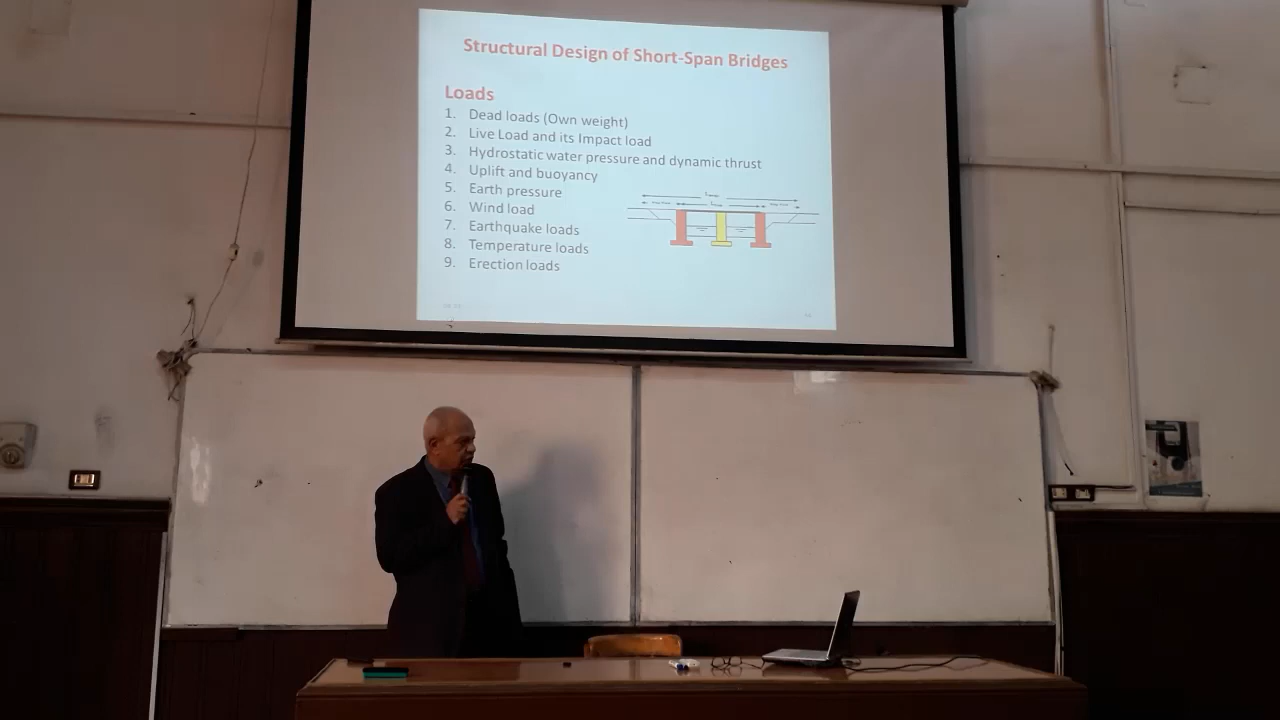 Structural Design of Short-Span Bridges
Loads
1. Dead loads (Own weight)
2. Live Load and its Impact load
3. Hydrostatic water pressure and dynamic thrust
4. Uplift and buoyancy
5. Earth pressure
6. Wind load
7. Earthquake loads
8. Temperature loads
9. Erection loads